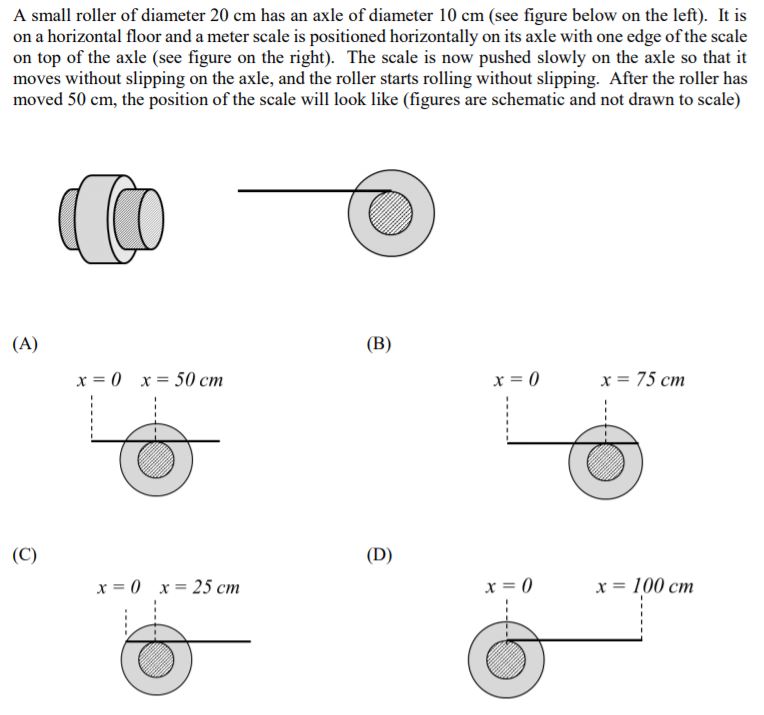 A small roller of diameter 20 cm has an axle of diameter 10 cm (see figure below on the left). It is
on a horizontal floor and a meter scale is positioned horizontally on its axle with one edge of the scale
on top of the axle (see figure on the right). The scale is now pushed slowly on the axle so that it
moves without slipping on the axle, and the roller starts rolling without slipping. After the roller has
moved 50 cm, the position of the scale will look like (figures are schematic and not drawn to scale)
(A)
x = 0 x = 50 cm
(B)
x = 0 x = 75 cm
(C)
x = 0 x = 25 cm
(D)
x = 0 x = 100 cm